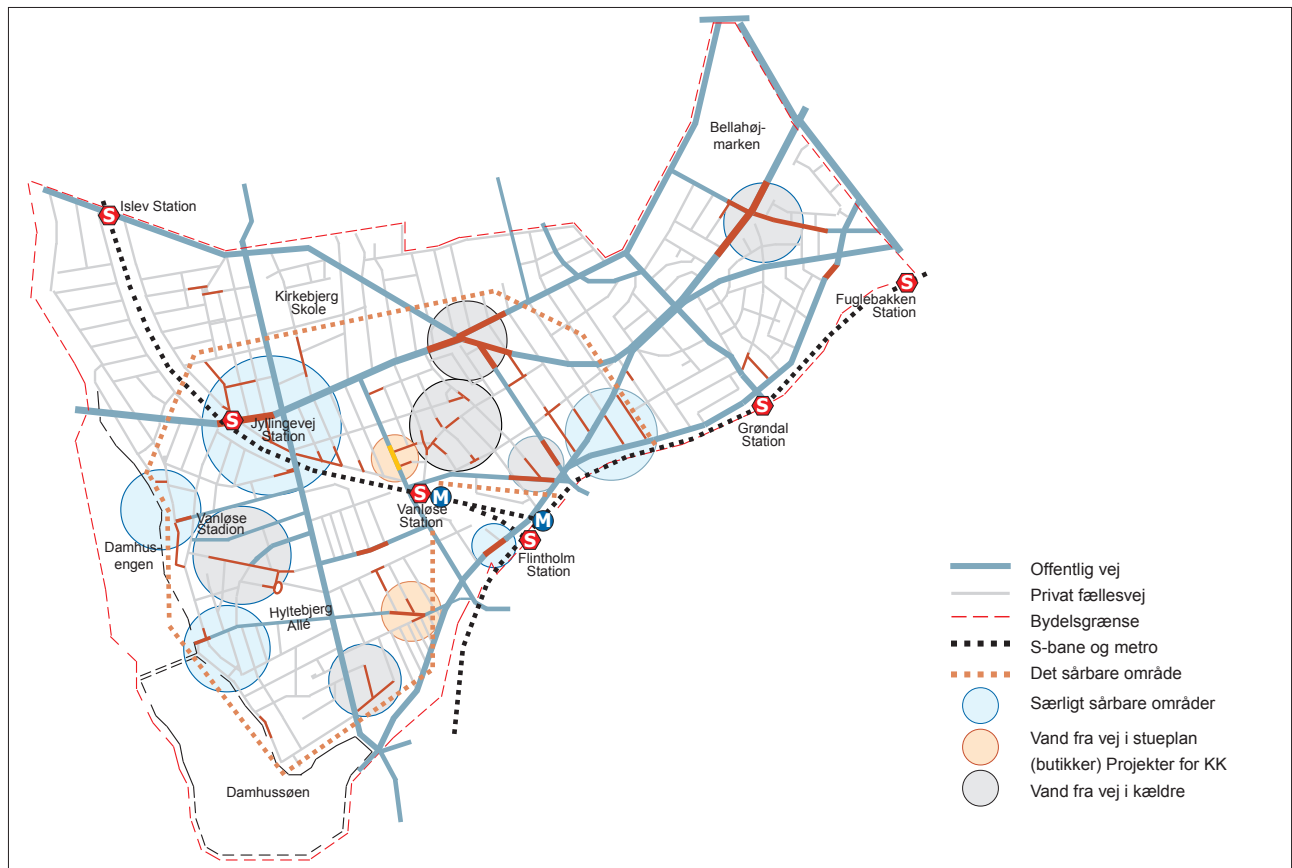 Bellahøj-
marken
S
Islev Station
S
Fuglebakken
Station
Kirkebjerg
Skole
S
Jyllingevej
Station
S
Grøndal
Station
S
M
Vanløse
Station
M
S
Flintholm
Station
Vanløse
Stadion
Damhus-
engen
Hyltebjerg
Allé
Damhussøen
Offentlig vej
Privat fællesvej
Bydelsgrænse
S-bane og metro
Det sårbare område
Særligt sårbare områder
Vand fra vej i stueplan
(butikker) Projekter for KK
Vand fra vej i kældre